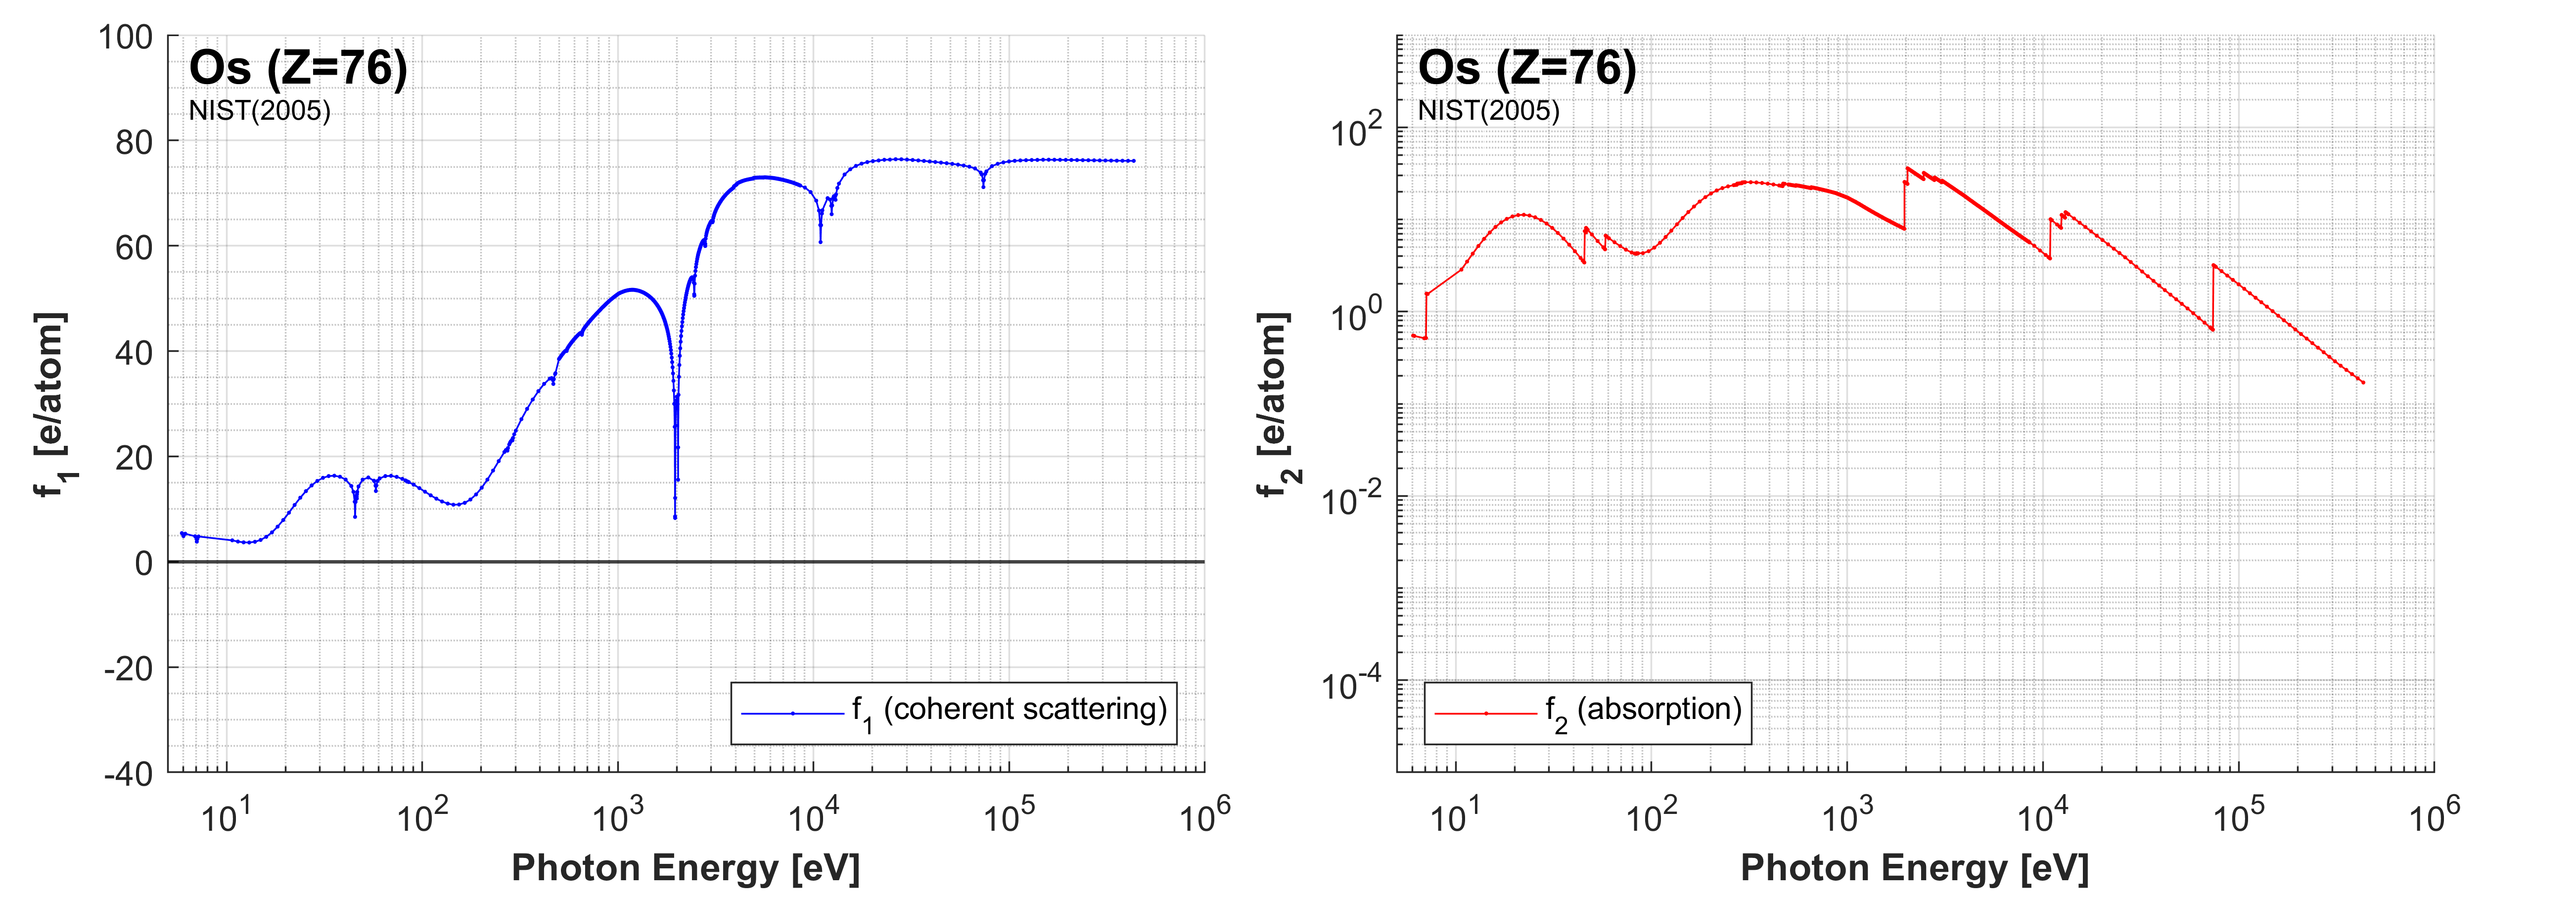 Os (Z=76)
NIST(2005)
100
80
60
40
20
0
-20
-40
f₁ [e/atom]
10¹ 10² 10³ 10⁴ 10⁵ 10⁶
Photon Energy [eV]
f₁ (coherent scattering)
Os (Z=76)
NIST(2005)
10²
10⁰
10⁻²
10⁻⁴
f₂ [e/atom]
10¹ 10² 10³ 10⁴ 10⁵ 10⁶
Photon Energy [eV]
f₂ (absorption)